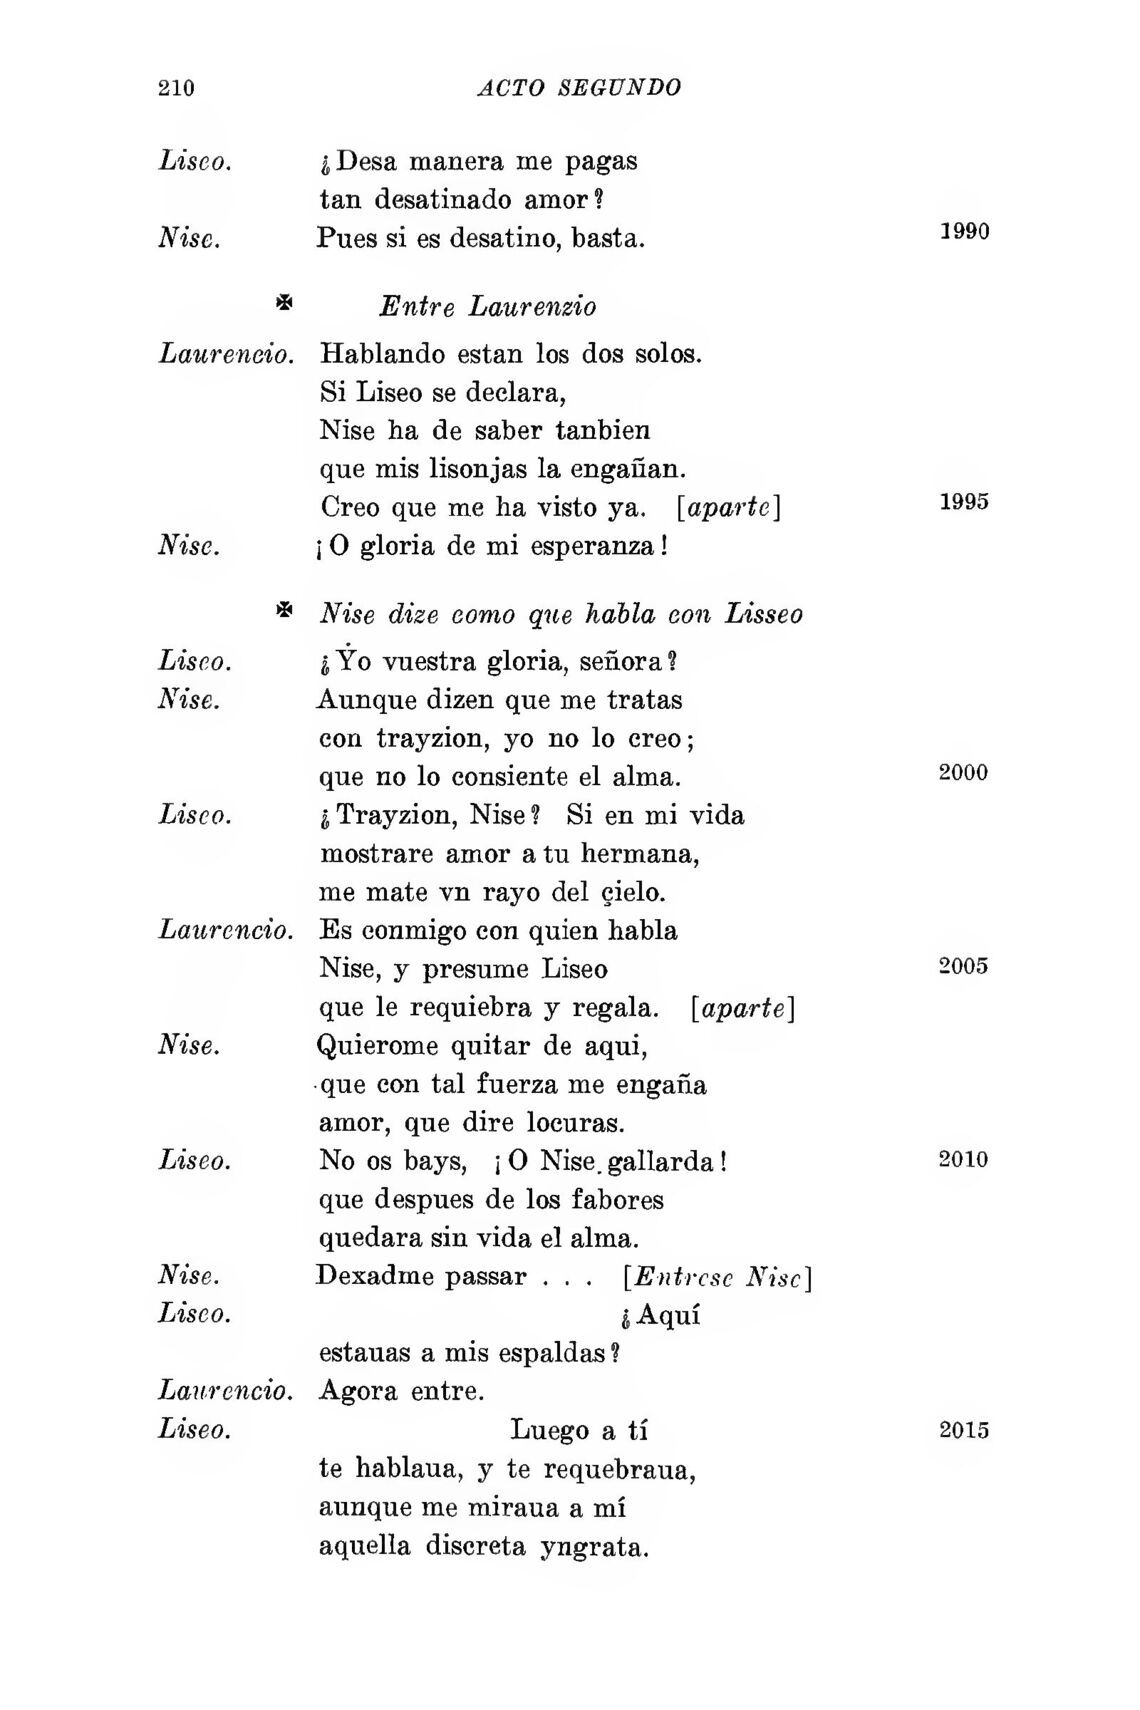 210 ACTO SEGUNDO
Liseo. ¿Desa manera me pagas
tan desatinado amor?
Nise. Pues si es desatino, basta. 1990
✠ Entre Laurenzio
Laurencio. Hablando estan los dos solos.
Si Liseo se declara,
Nise ha de saber tanbien
que mis lisonjas la engañan.
Creo que me ha visto ya. [aparte] 1995
Nise. ¡O gloria de mi esperanza!
✠ Nise dize como que habla con Lisseo
Liseo. ¿Yo vuestra gloria, señora?
Nise. Aunque dizen que me tratas
con trayzion, yo no lo creo;
que no lo consiente el alma. 2000
Liseo. ¿Trayzion, Nise? Si en mi vida
mostrare amor a tu hermana,
me mate vn rayo del çielo.
Laurencio. Es conmigo con quien habla
Nise, y presume Liseo 2005
que le requiebra y regala. [aparte]
Nise. Quierome quitar de aqui,
que con tal fuerza me engaña
amor, que dire locuras.
Liseo. No os bays, ¡O Nise gallarda! 2010
que despues de los fabores
quedara sin vida el alma.
Nise. Dexadme passar . . . [Entrese Nise]
Liseo. ¿Aquí
estauas a mis espaldas?
Laurencio. Agora entre.
Liseo. Luego a tí 2015
te hablaua, y te requebraua,
aunque me miraua a mí
aquella discreta yngrata.